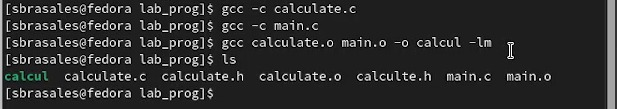 [sbrasales@fedora lab_prog]$ gcc -c calculate.c
[sbrasales@fedora lab_prog]$ gcc -c main.c
[sbrasales@fedora lab_prog]$ gcc calculate.o main.o -o calcul -lm
[sbrasales@fedora lab_prog]$ ls
calcul calculate.c calculate.h calculate.o calculte.h main.c main.o
[sbrasales@fedora lab_prog]$